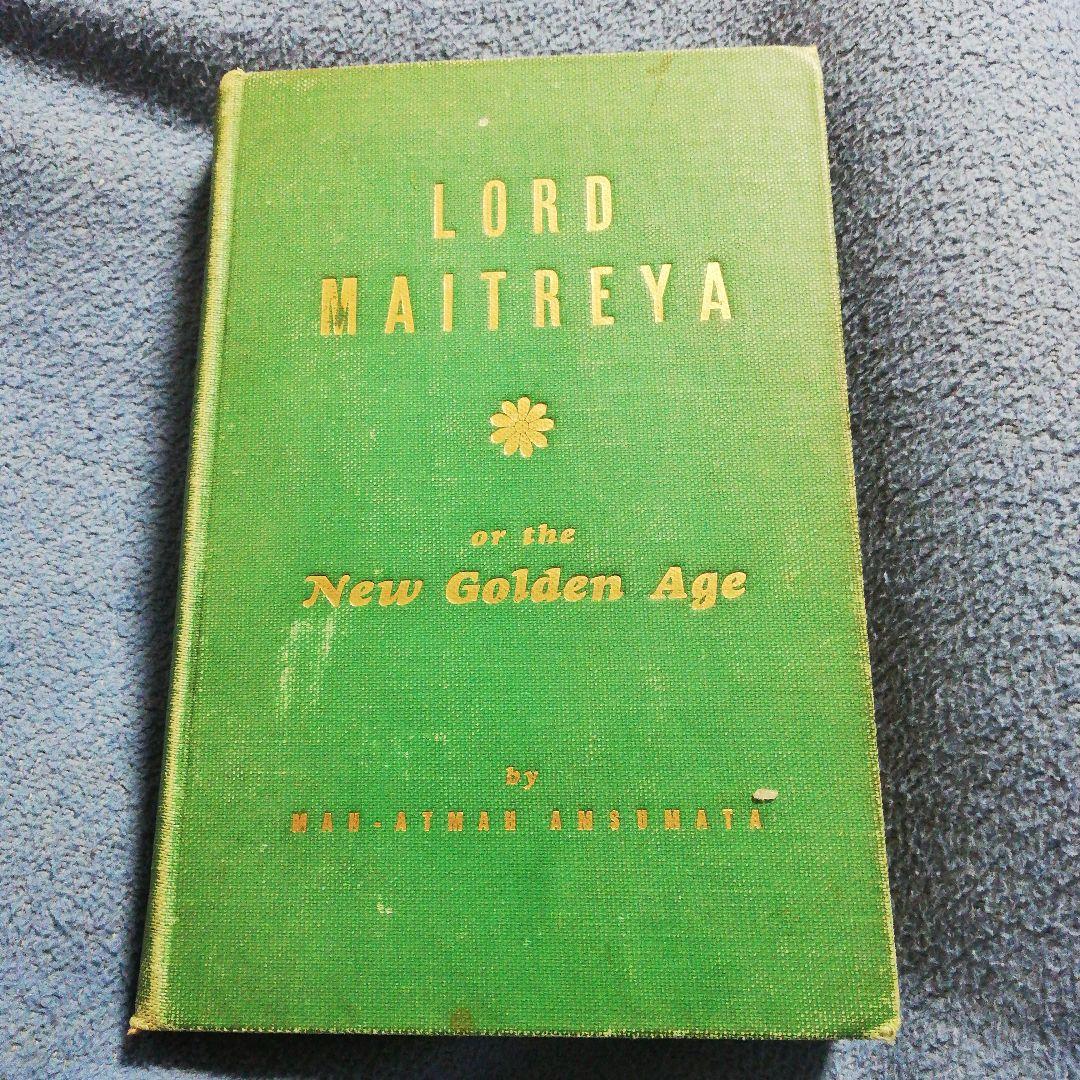 LORD
MAITREYA
or the
New Golden Age
by
MAH-ATMAH AMSUMATA